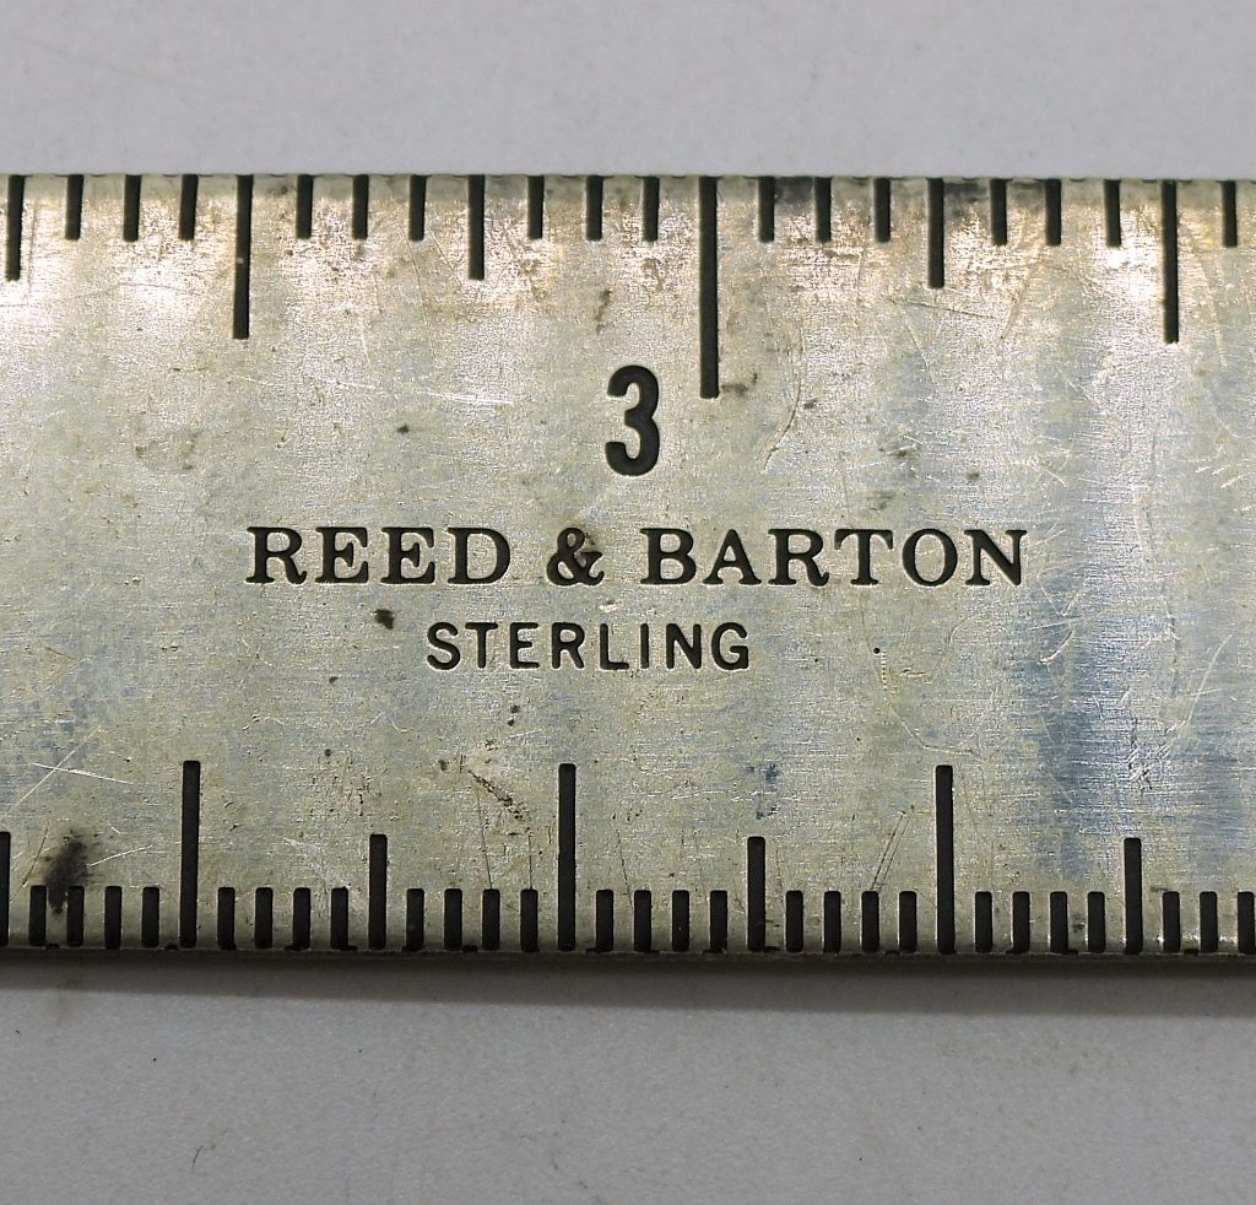 3
REED & BARTON
STERLING